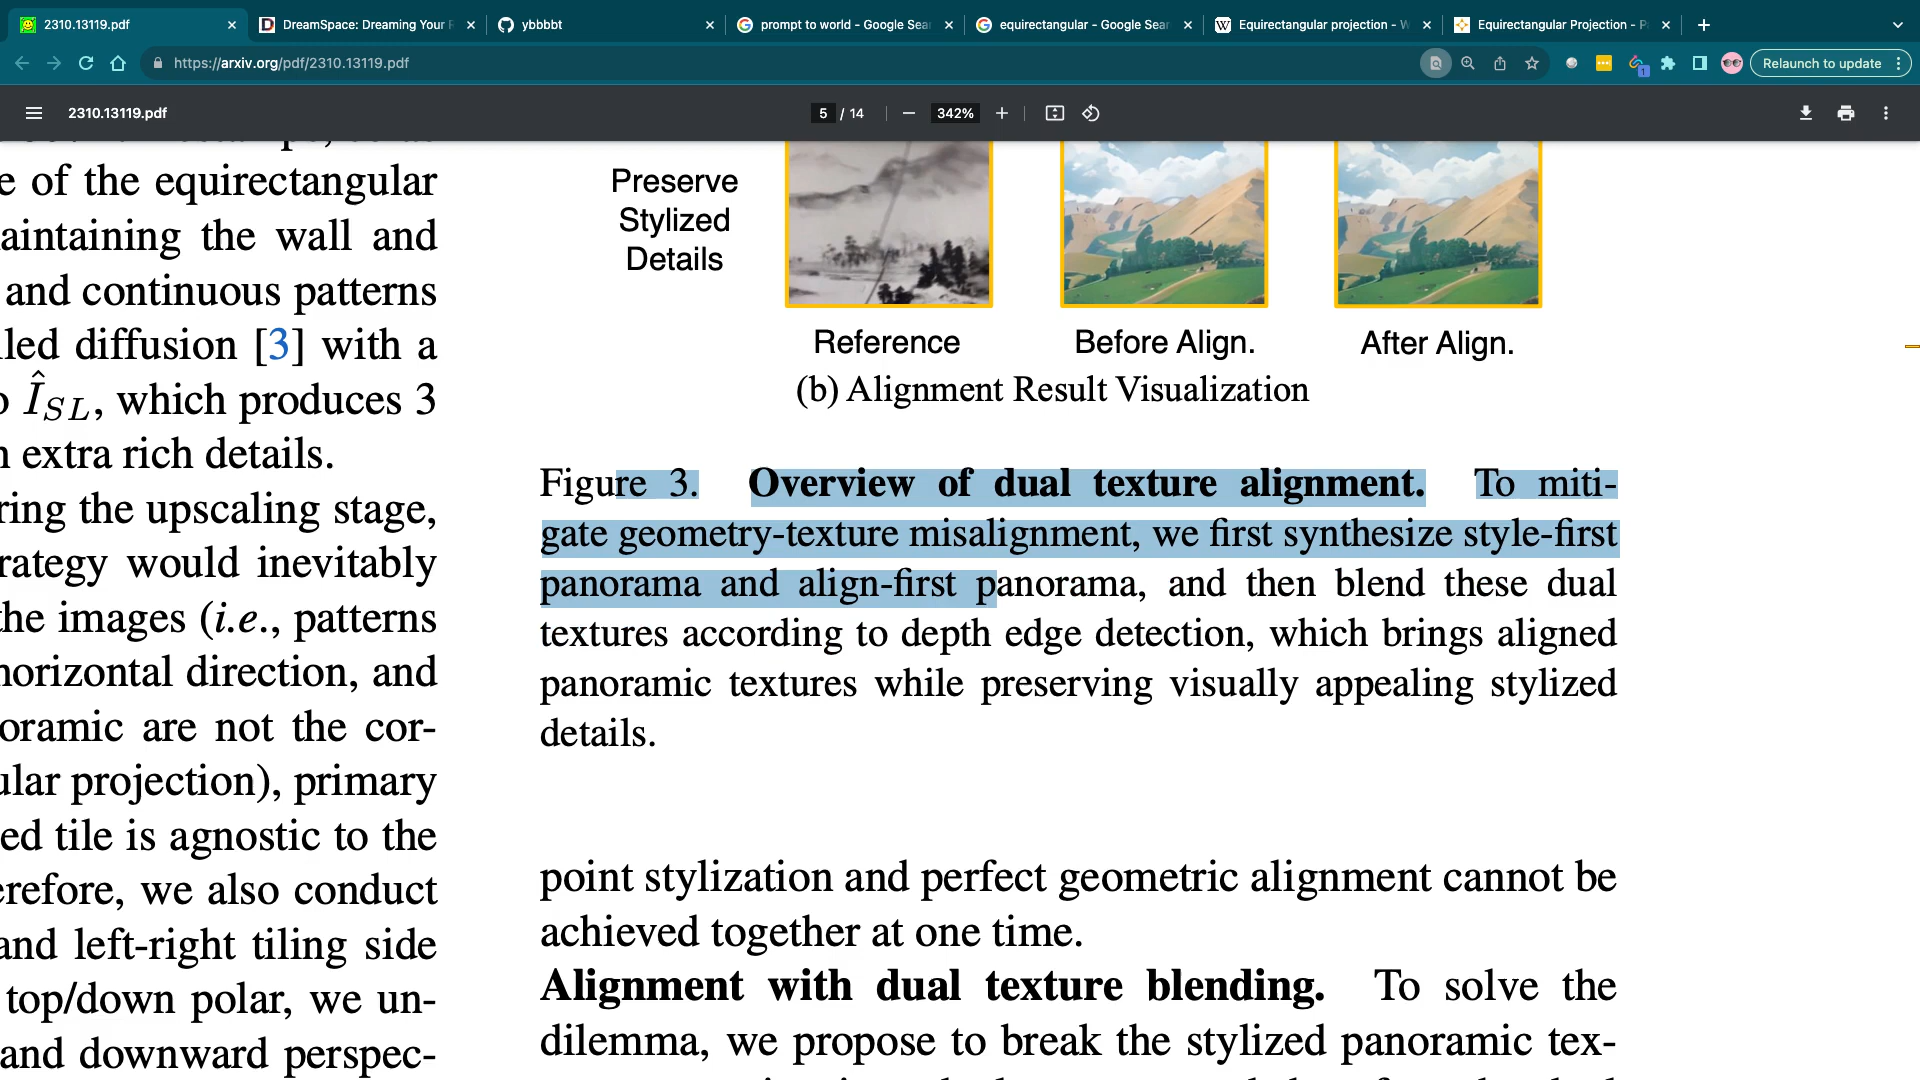 2310.13119.pdf
DreamSpace: Dreaming Your R
ybbbbt
prompt to world - Google Sea
equirectangular - Google Sear
Equirectangular projection - W
Equirectangular Projection - P
https://arxiv.org/pdf/2310.13119.pdf
1
Relaunch to update
2310.13119.pdf
5 / 14
342%
e of the equirectangular
aintaining the wall and
and continuous patterns
lled diffusion [3] with a
o Î_SL, which produces 3
n extra rich details.
ring the upscaling stage,
rategy would inevitably
the images (i.e., patterns
horizontal direction, and
oramic are not the cor-
ular projection), primary
ed tile is agnostic to the
erefore, we also conduct
and left-right tiling side
top/down polar, we un-
and downward perspec-
Preserve
Stylized
Details
Reference
Before Align.
After Align.
(b) Alignment Result Visualization
Figure 3. Overview of dual texture alignment. To miti-
gate geometry-texture misalignment, we first synthesize style-first
panorama and align-first panorama, and then blend these dual
textures according to depth edge detection, which brings aligned
panoramic textures while preserving visually appealing stylized
details.
point stylization and perfect geometric alignment cannot be
achieved together at one time.
Alignment with dual texture blending. To solve the
dilemma, we propose to break the stylized panoramic tex-